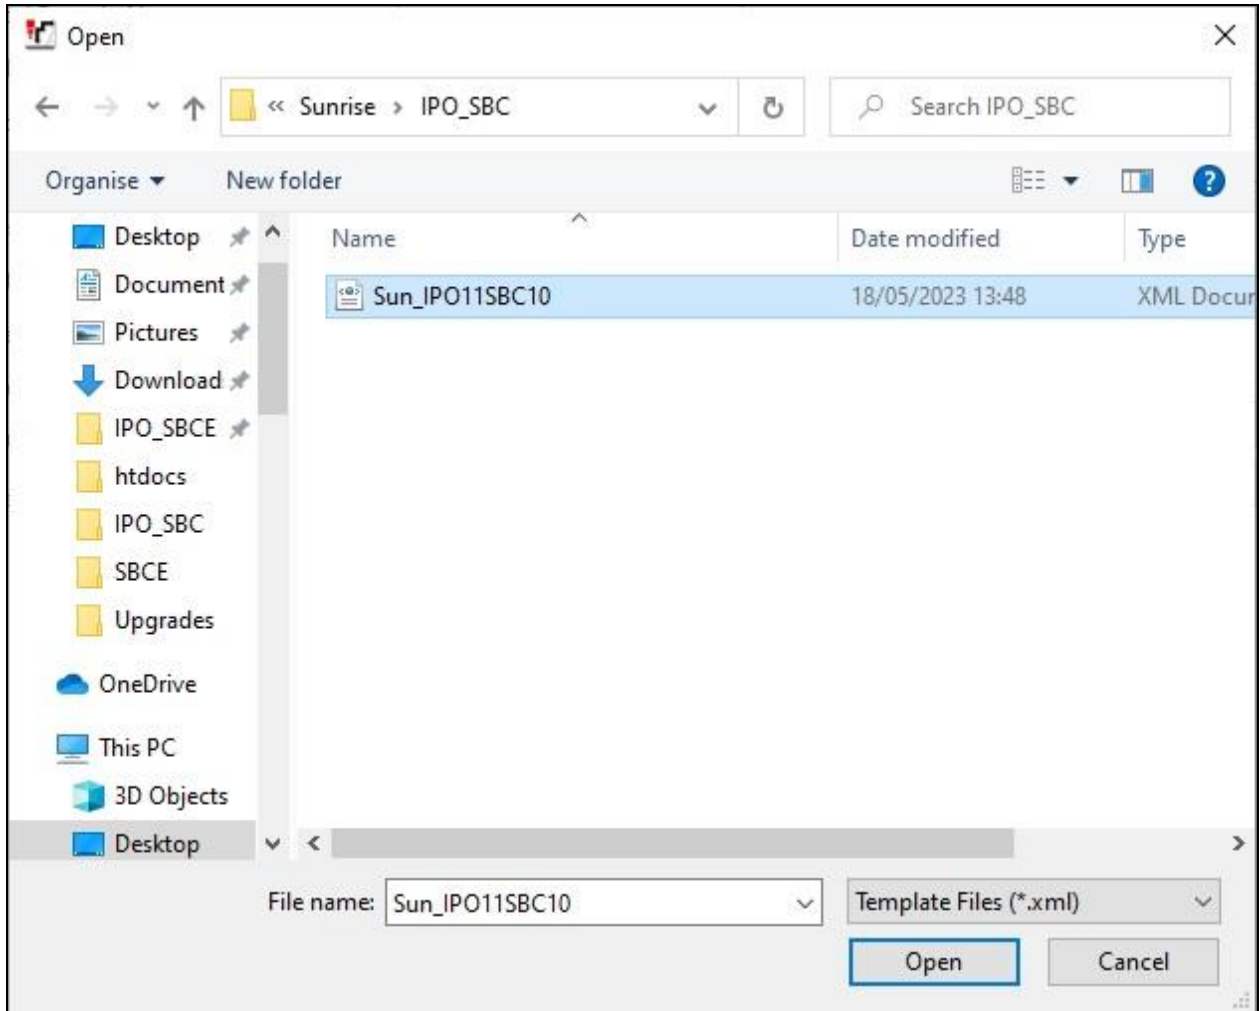 Open
« Sunrise › IPO_SBC
Search IPO_SBC
Organise
New folder
Desktop
Document
Pictures
Download
IPO_SBCE
htdocs
IPO_SBC
SBCE
Upgrades
OneDrive
This PC
3D Objects
Desktop
Name Date modified Type
Sun_IPO11SBC10 18/05/2023 13:48 XML Docur
File name: Sun_IPO11SBC10 Template Files (*.xml)
Open Cancel